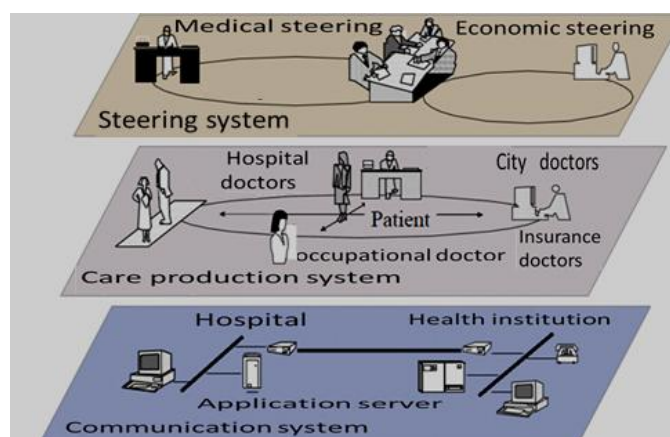 Medical steering
Economic steering
Steering system
Hospital
doctors
City doctors
Patient
occupational doctor
Insurance
doctors
Care production system
Hospital
Health institution
Application server
Communication system